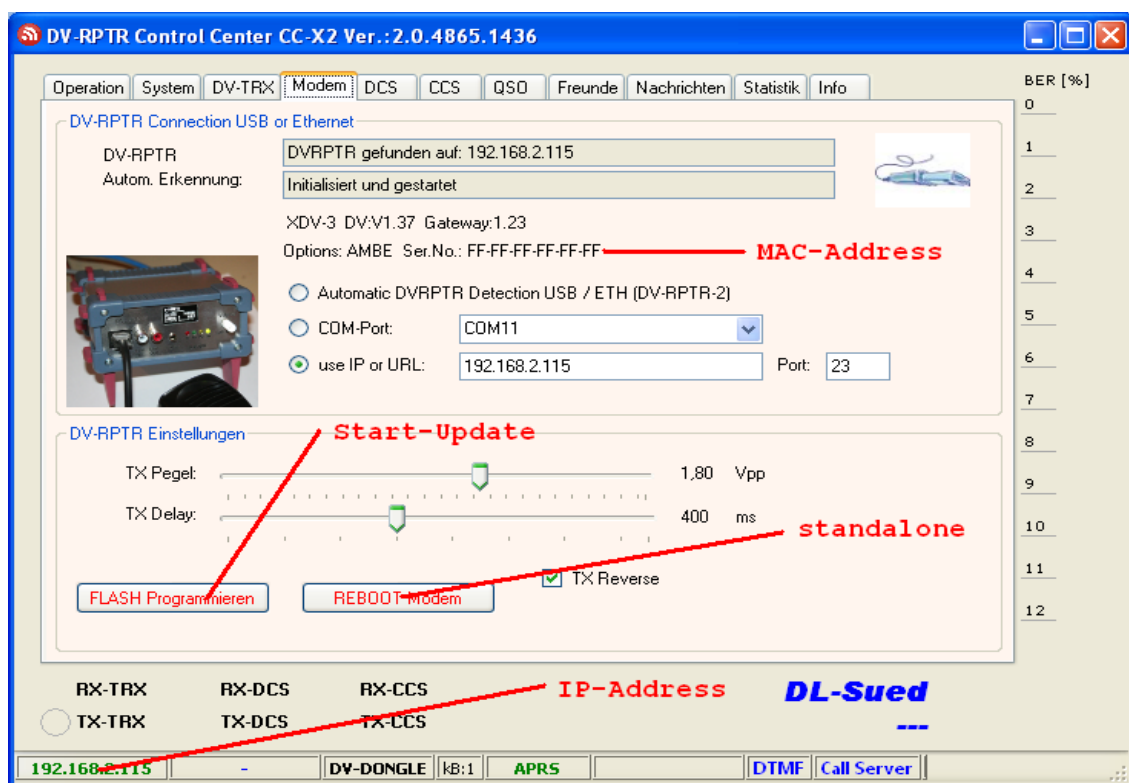 DV-RPTR Control Center CC-X2 Ver.:2.0.4865.1436
Operation System DV-TRX Modem DCS CCS QSO Freunde Nachrichten Statistik Info
BER [%]
DV-RPTR Connection USB or Ethernet
DV-RPTR
Autom. Erkennung:
DVRPTR gefunden auf: 192.168.2.115
Initialisiert und gestartet
XDV-3 DV:V1.37 Gateway:1.23
Options: AMBE Ser.No.: FF-FF-FF-FF-FF-FF
MAC-Address
Automatic DVRPTR Detection USB / ETH (DV-RPTR-2)
COM-Port: COM11
use IP or URL: 192.168.2.115 Port: 23
DV-RPTR Einstellungen
Start-Update
TX Pegel: 1,80 Vpp
TX Delay: 400 ms
standalone
TX Reverse
FLASH Programmieren REBOOT Modem
0
1
2
3
4
5
6
7
8
9
10
11
12
RX-TRX RX-DCS RX-CCS
IP-Address
DL-Sued
TX-TRX TX-DCS TX-CCS
---
192.168.2.115 - DV-DONGLE kB:1 APRS DTMF Call Server